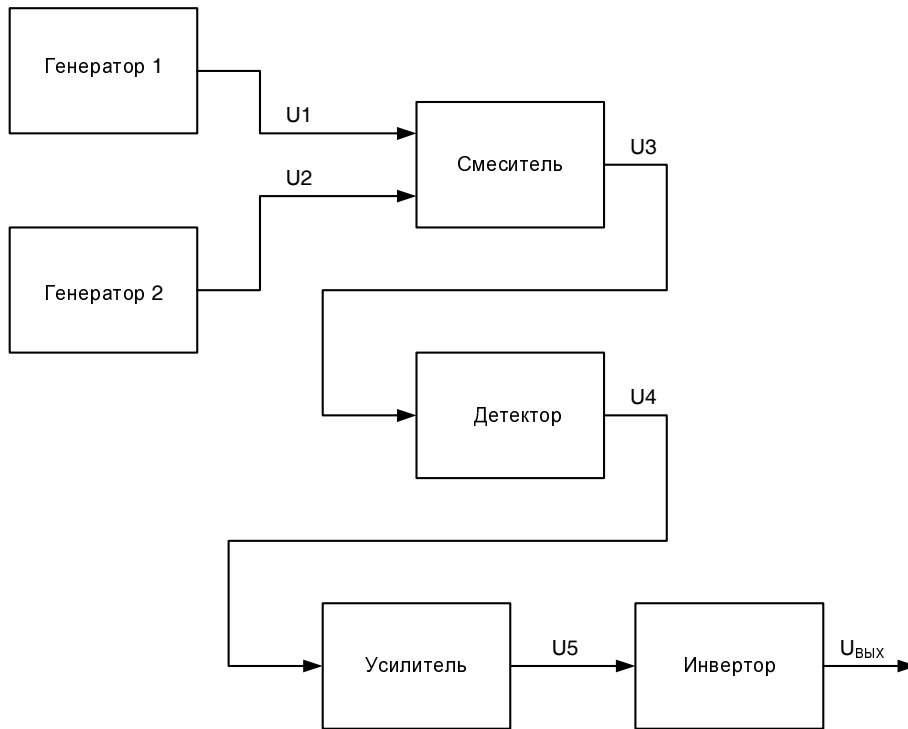 Генератор 1
U1
U2
Смеситель
U3
Генератор 2
Детектор
U4
Усилитель
U5
Инвертор
Uвых